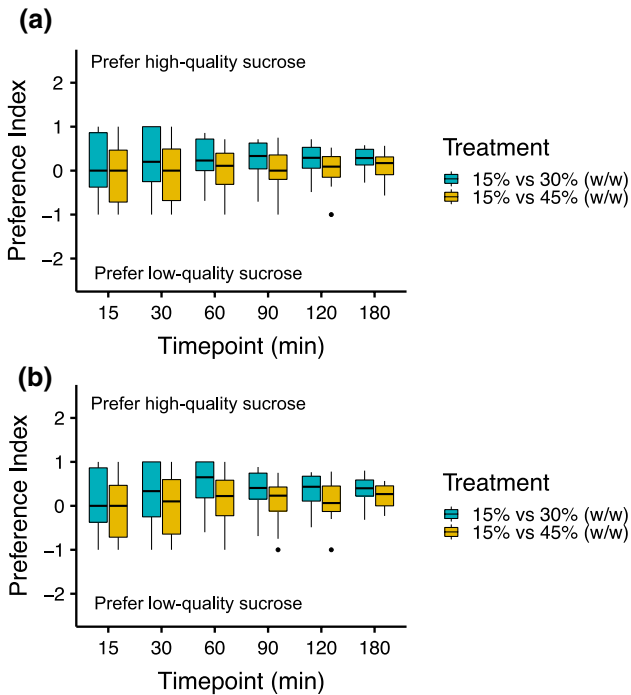 (a)
Prefer high-quality sucrose
2
1
0
−1
−2
Preference Index
Prefer low-quality sucrose
15 30 60 90 120 180
Timepoint (min)
Treatment
15% vs 30% (w/w)
15% vs 45% (w/w)
(b)
Prefer high-quality sucrose
2
1
0
−1
−2
Preference Index
Prefer low-quality sucrose
15 30 60 90 120 180
Timepoint (min)
Treatment
15% vs 30% (w/w)
15% vs 45% (w/w)